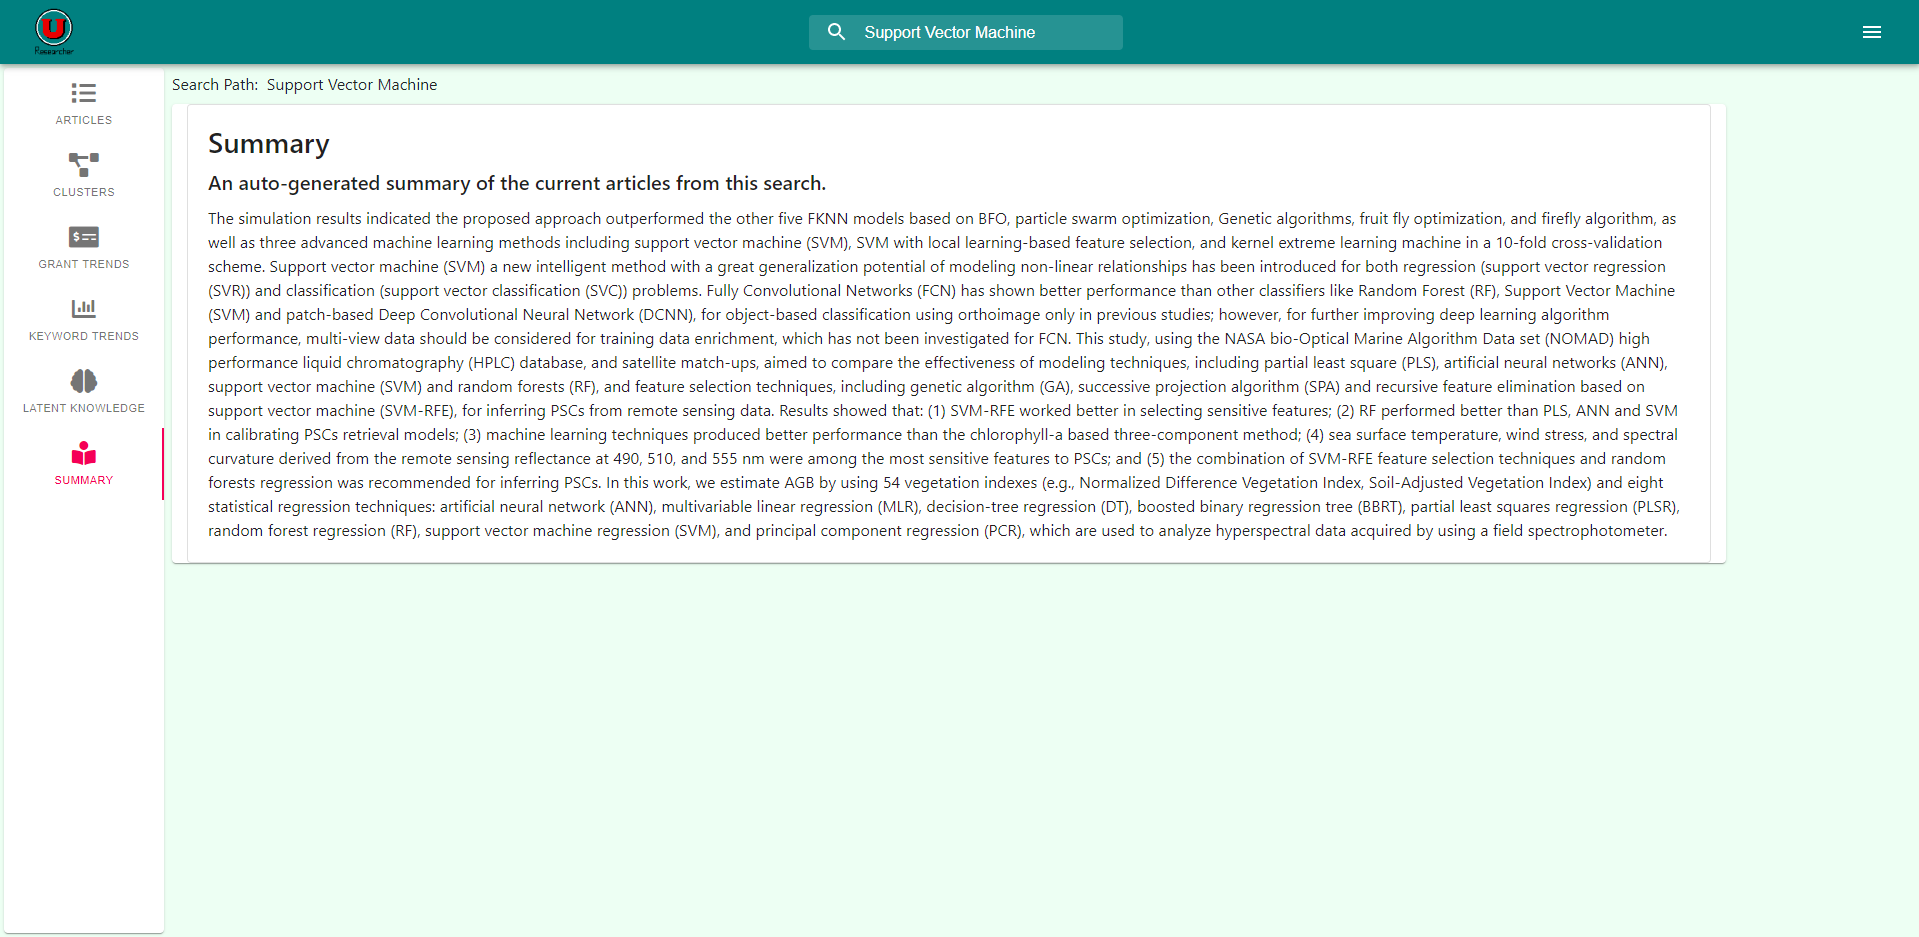 U
Researcher
Support Vector Machine
ARTICLES
CLUSTERS
GRANT TRENDS
KEYWORD TRENDS
LATENT KNOWLEDGE
SUMMARY
Search Path: Support Vector Machine
Summary
An auto-generated summary of the current articles from this search.
The simulation results indicated the proposed approach outperformed the other five FKNN models based on BFO, particle swarm optimization, Genetic algorithms, fruit fly optimization, and firefly algorithm, as
well as three advanced machine learning methods including support vector machine (SVM), SVM with local learning-based feature selection, and kernel extreme learning machine in a 10-fold cross-validation
scheme. Support vector machine (SVM) a new intelligent method with a great generalization potential of modeling non-linear relationships has been introduced for both regression (support vector regression
(SVR)) and classification (support vector classification (SVC)) problems. Fully Convolutional Networks (FCN) has shown better performance than other classifiers like Random Forest (RF), Support Vector Machine
(SVM) and patch-based Deep Convolutional Neural Network (DCNN), for object-based classification using orthoimage only in previous studies; however, for further improving deep learning algorithm
performance, multi-view data should be considered for training data enrichment, which has not been investigated for FCN. This study, using the NASA bio-Optical Marine Algorithm Data set (NOMAD) high
performance liquid chromatography (HPLC) database, and satellite match-ups, aimed to compare the effectiveness of modeling techniques, including partial least square (PLS), artificial neural networks (ANN),
support vector machine (SVM) and random forests (RF), and feature selection techniques, including genetic algorithm (GA), successive projection algorithm (SPA) and recursive feature elimination based on
support vector machine (SVM-RFE), for inferring PSCs from remote sensing data. Results showed that: (1) SVM-RFE worked better in selecting sensitive features; (2) RF performed better than PLS, ANN and SVM
in calibrating PSCs retrieval models; (3) machine learning techniques produced better performance than the chlorophyll-a based three-component method; (4) sea surface temperature, wind stress, and spectral
curvature derived from the remote sensing reflectance at 490, 510, and 555 nm were among the most sensitive features to PSCs; and (5) the combination of SVM-RFE feature selection techniques and random
forests regression was recommended for inferring PSCs. In this work, we estimate AGB by using 54 vegetation indexes (e.g., Normalized Difference Vegetation Index, Soil-Adjusted Vegetation Index) and eight
statistical regression techniques: artificial neural network (ANN), multivariable linear regression (MLR), decision-tree regression (DT), boosted binary regression tree (BBRT), partial least squares regression (PLSR),
random forest regression (RF), support vector machine regression (SVM), and principal component regression (PCR), which are used to analyze hyperspectral data acquired by using a field spectrophotometer.